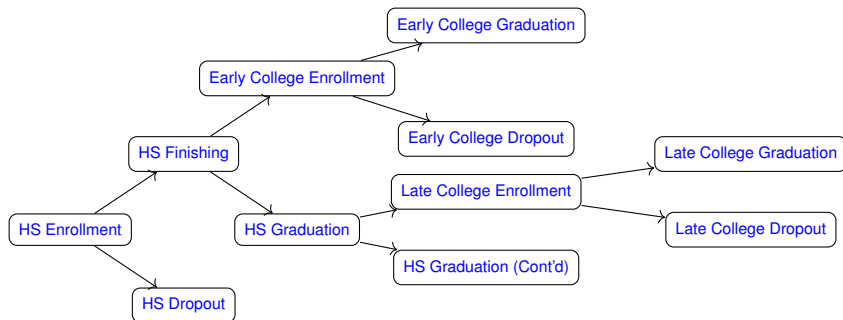 Early College Graduation
Early College Enrollment
Early College Dropout
HS Finishing
Late College Graduation
Late College Enrollment
HS Enrollment
HS Graduation
Late College Dropout
HS Graduation (Cont'd)
HS Dropout